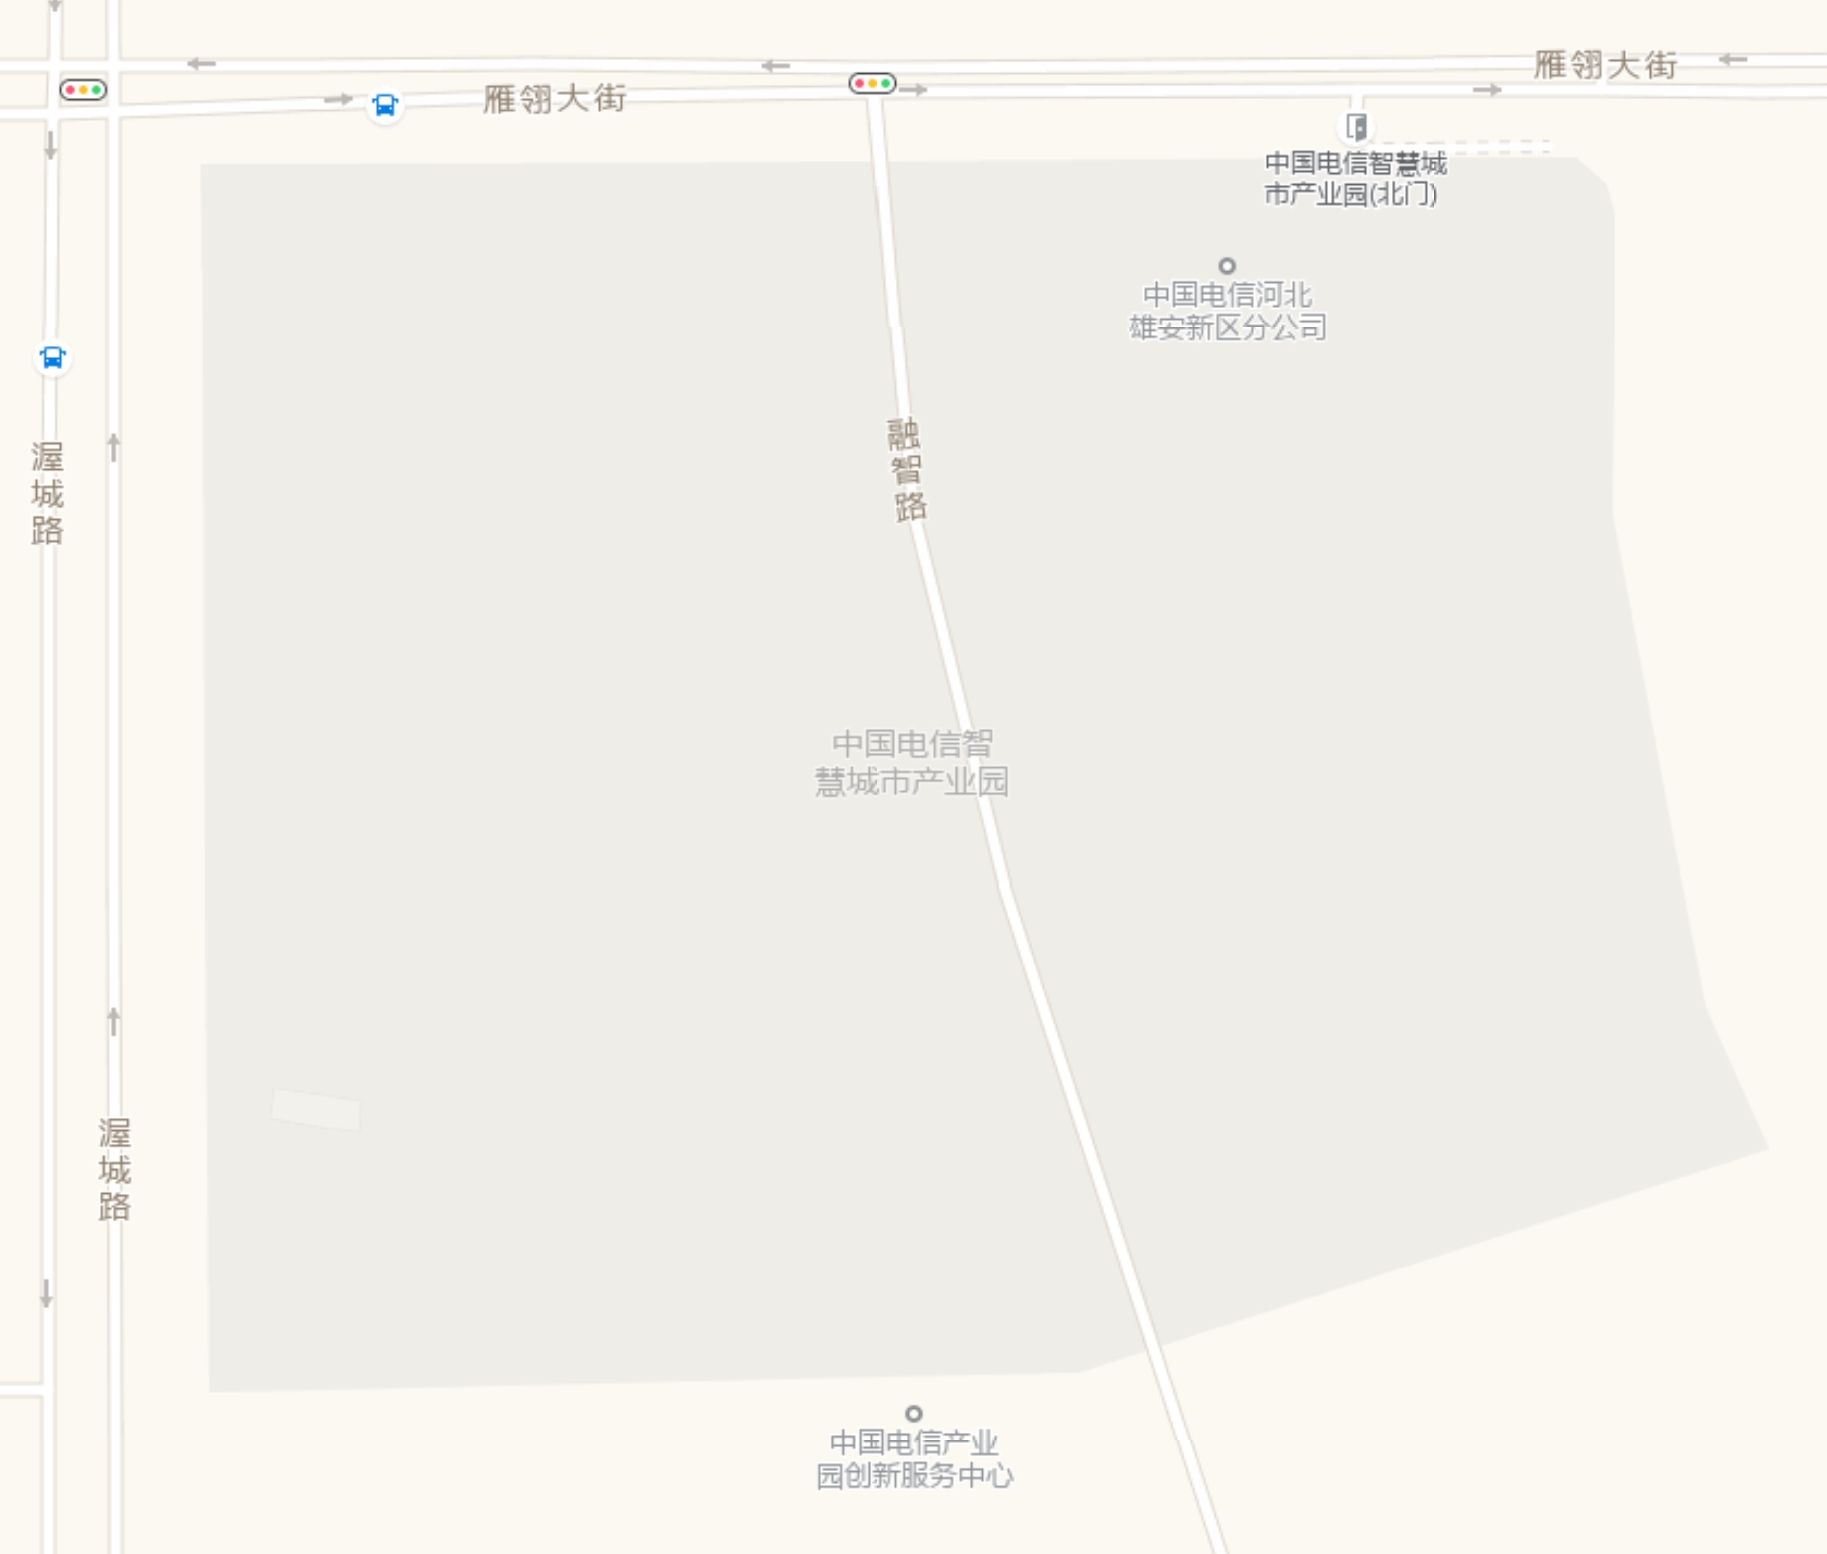 雁翎大街
雁翎大街
中国电信智慧城
市产业园(北门)
中国电信河北
雄安新区分公司
融智路
渥城路
中国电信智
慧城市产业园
渥城路
中国电信产业
园创新服务中心